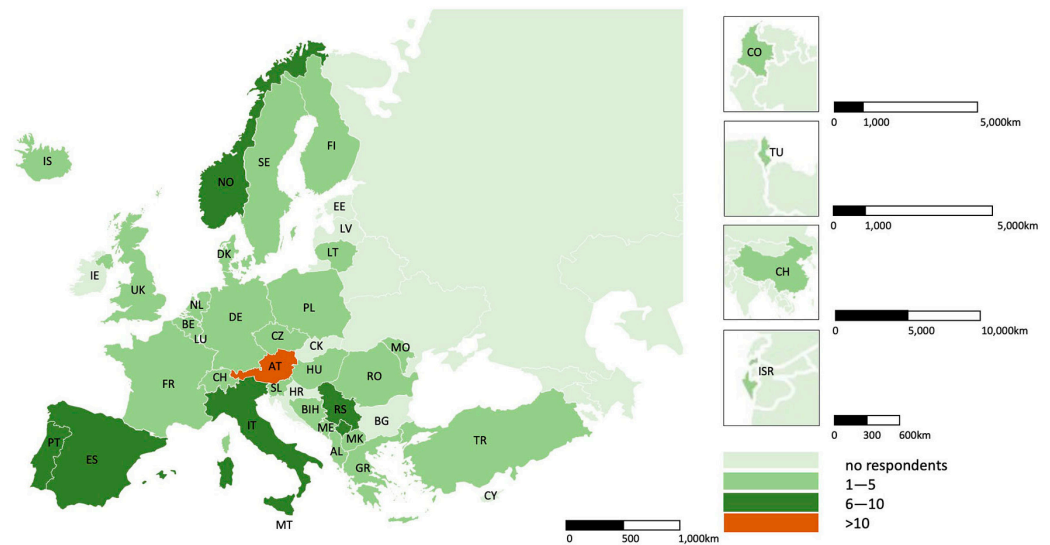 IS
NO
SE
FI
EE
LV
LT
DK
IE
UK
NL
BE
LU
DE
PL
CZ
CK
MO
AT
HU
RO
FR
CH
SL
HR
BIH
RS
IT
ME
MK
BG
AL
GR
TR
PT
ES
CY
MT
0 500 1,000km
CO
0 1,000 5,000km
TU
0 1,000 5,000km
CH
0 5,000 10,000km
ISR
0 300 600km
no respondents
1—5
6—10
>10